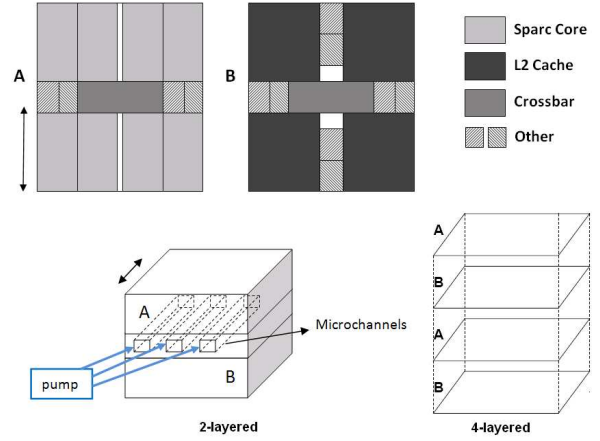 A
B
Sparc Core
L2 Cache
Crossbar
Other
A
B
Microchannels
pump
2-layered
A
B
A
B
4-layered